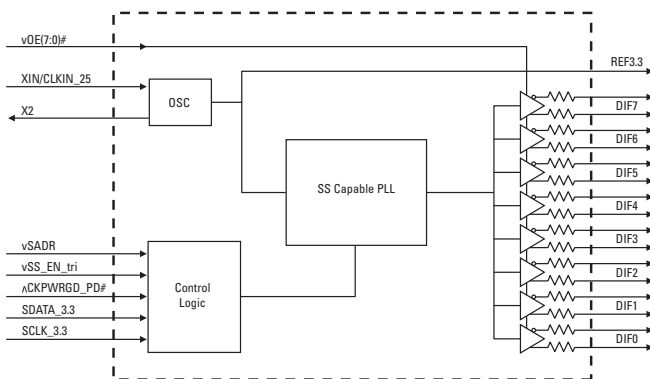 vOE(7:0)#
REF3.3
XIN/CLKIN_25
OSC
X2
DIF7
DIF6
DIF5
SS Capable PLL
DIF4
DIF3
vSADR
vSS_EN_tri
Control
Logic
DIF2
^CKPWRGD_PD#
SDATA_3.3
DIF1
SCLK_3.3
DIF0